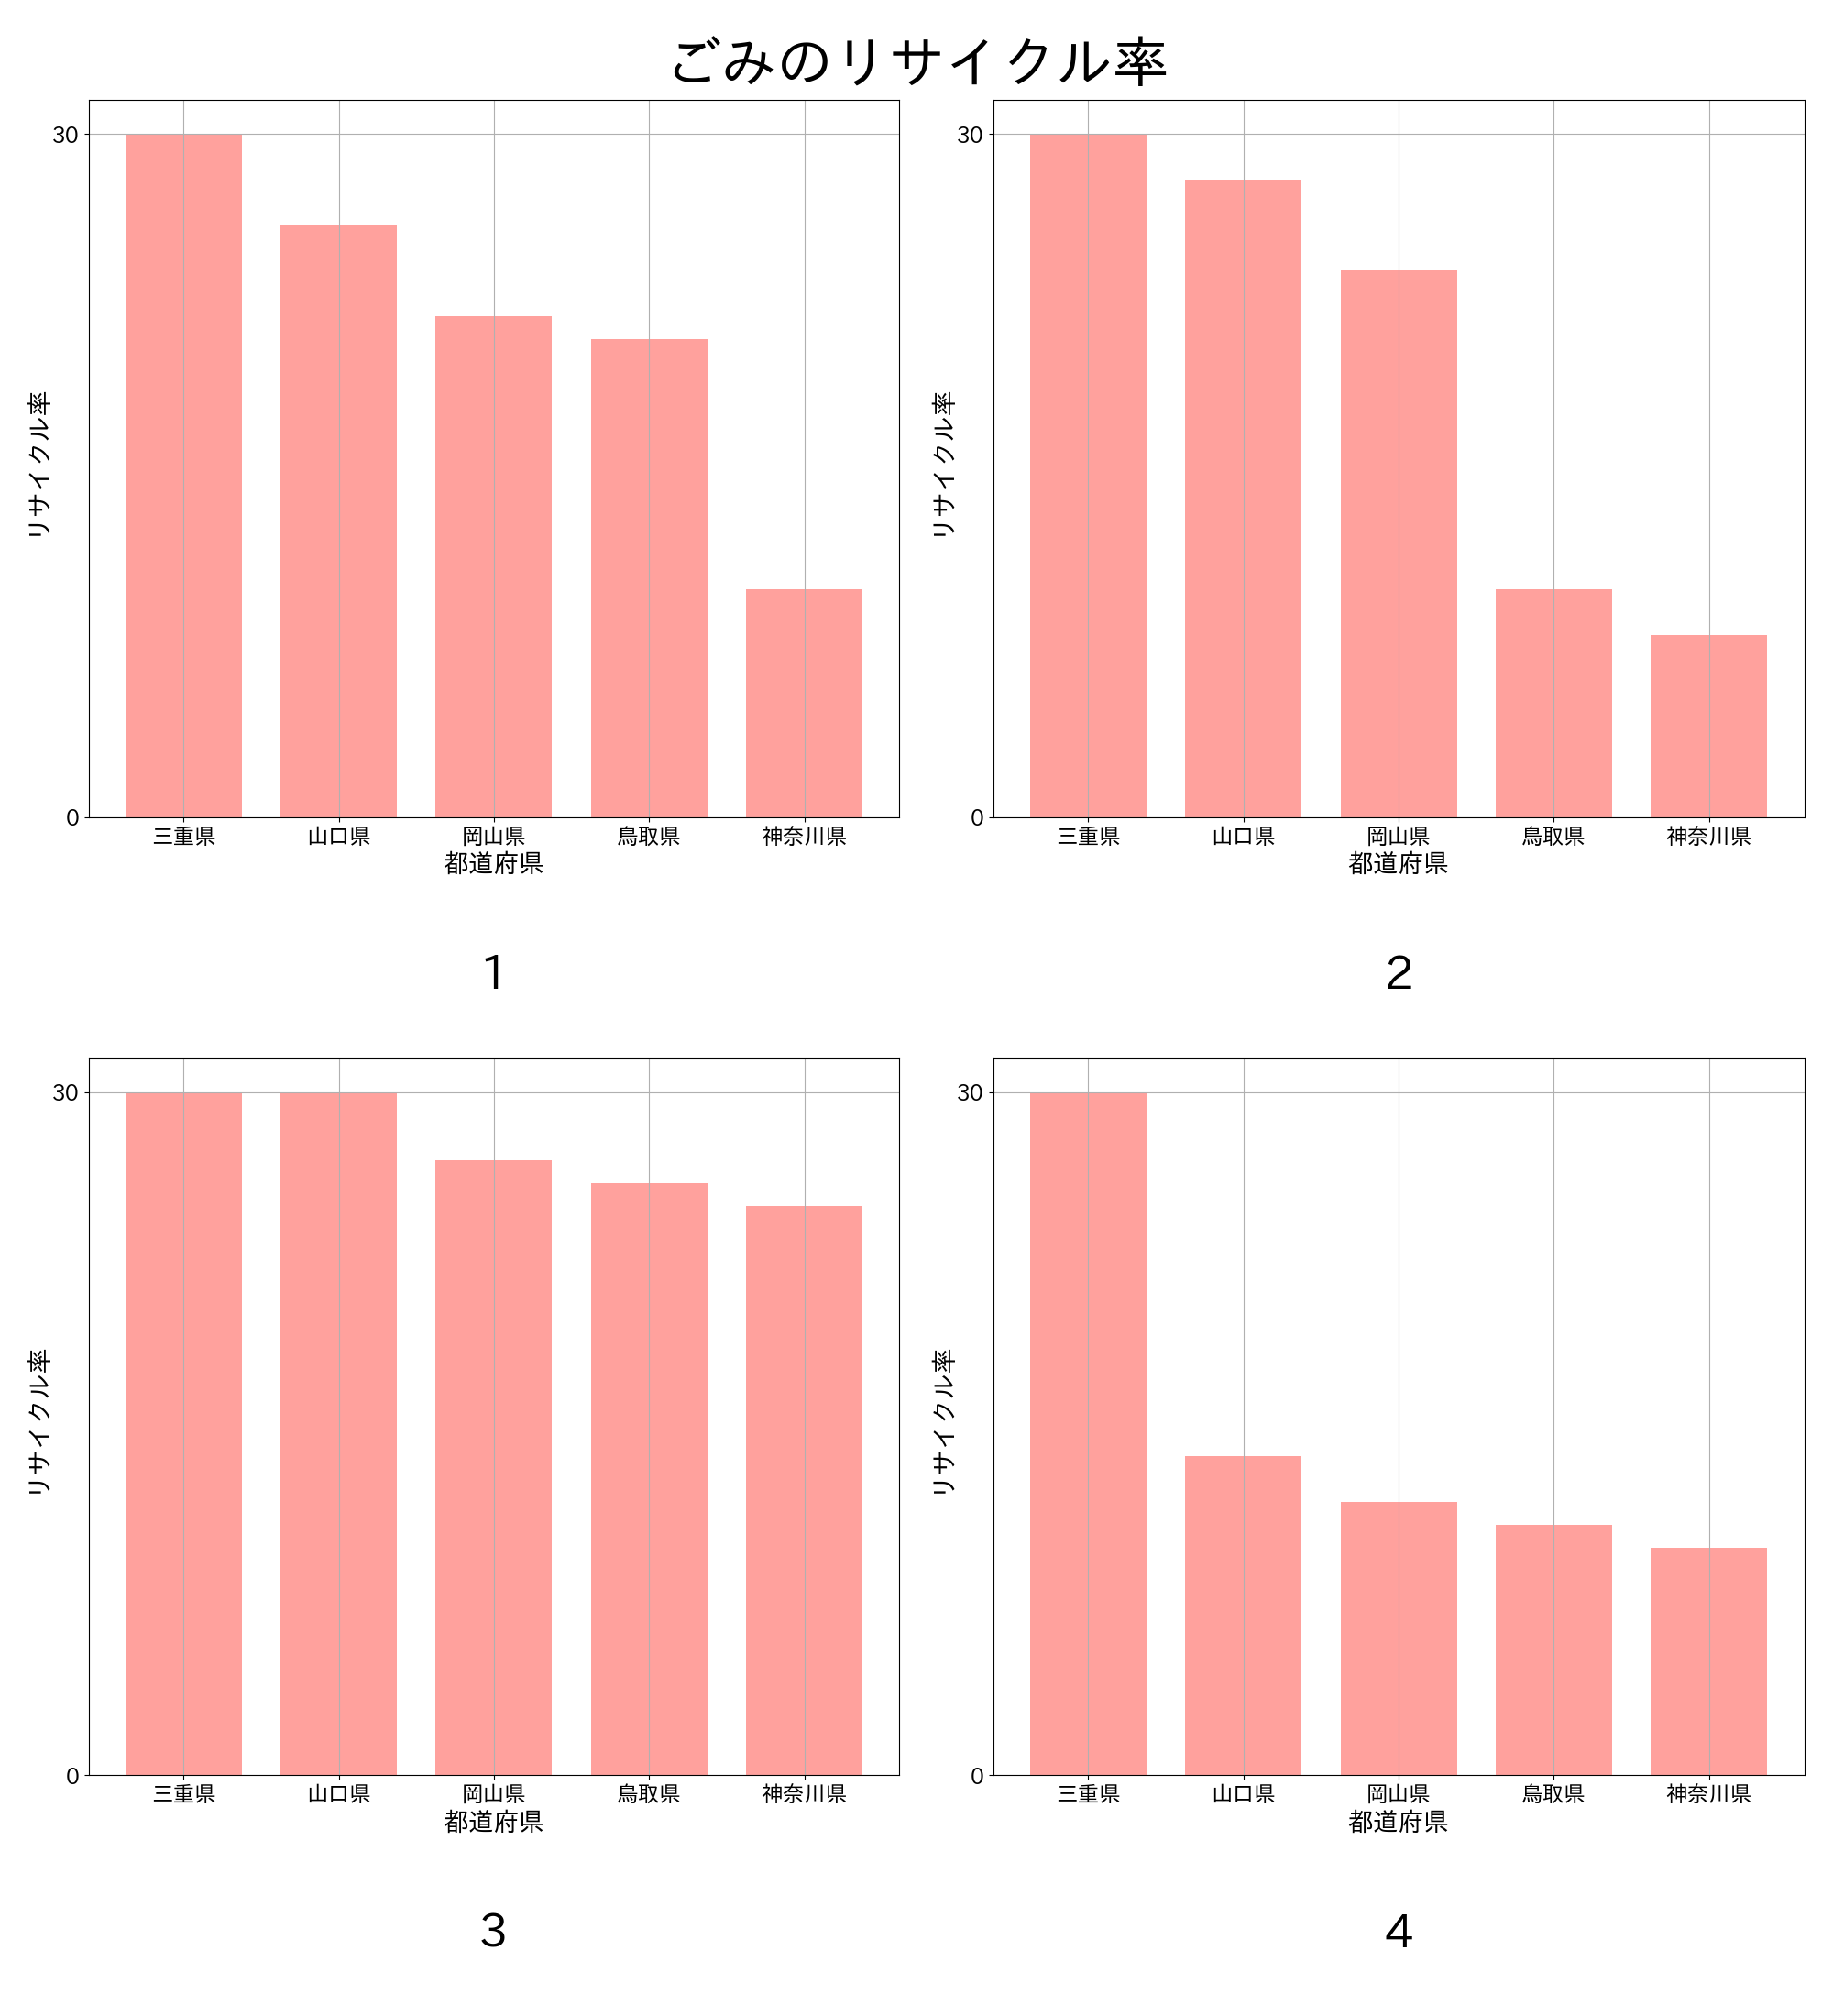 ごみのリサイクル率
30
0
リサイクル率
三重県 山口県 岡山県 鳥取県 神奈川県
都道府県
1
30
0
リサイクル率
三重県 山口県 岡山県 鳥取県 神奈川県
都道府県
2
30
0
リサイクル率
三重県 山口県 岡山県 鳥取県 神奈川県
都道府県
3
30
0
リサイクル率
三重県 山口県 岡山県 鳥取県 神奈川県
都道府県
4